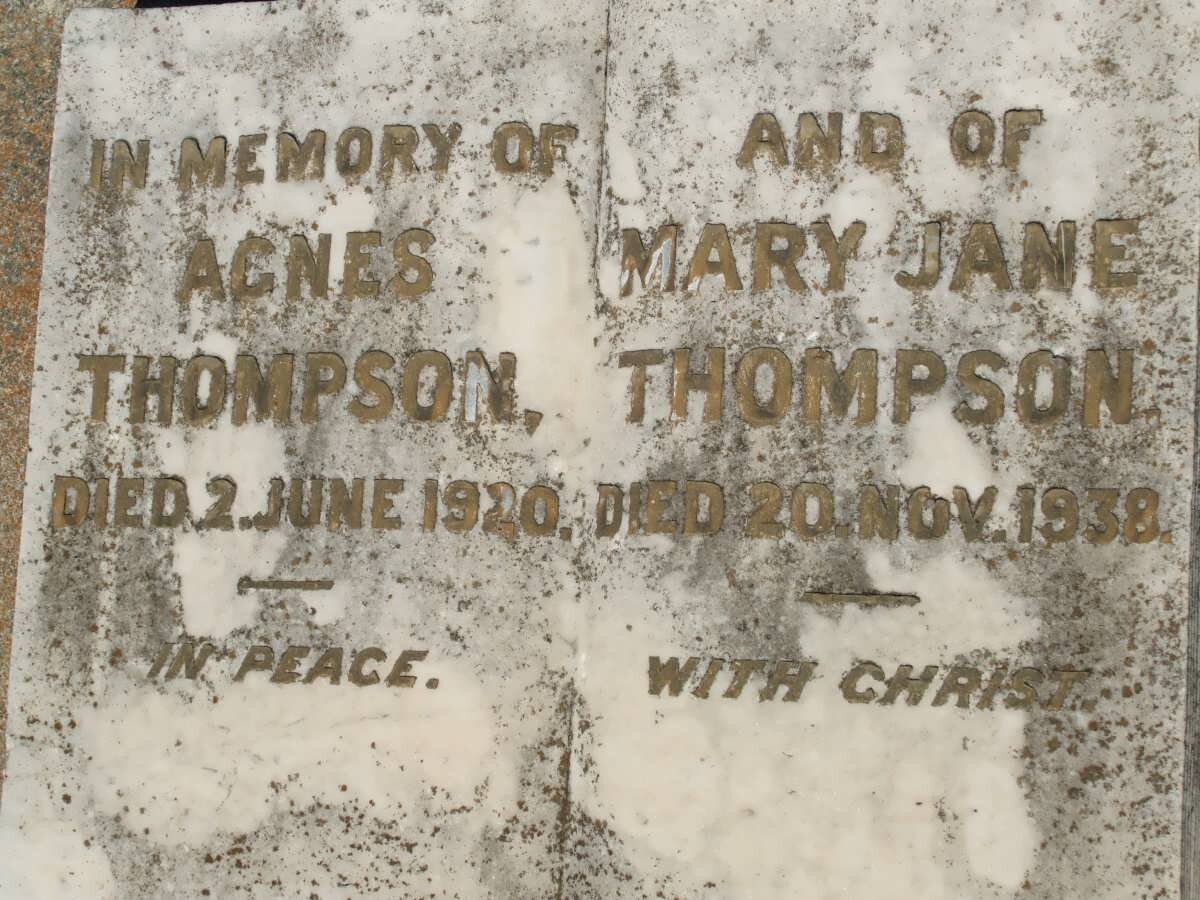 IN MEMORY OF
AGNES
THOMPSON,
DIED 2. JUNE 1920.
IN PEACE.
AND OF
MARY JANE
THOMPSON.
DIED 20. NOV. 1938.
WITH CHRIST.